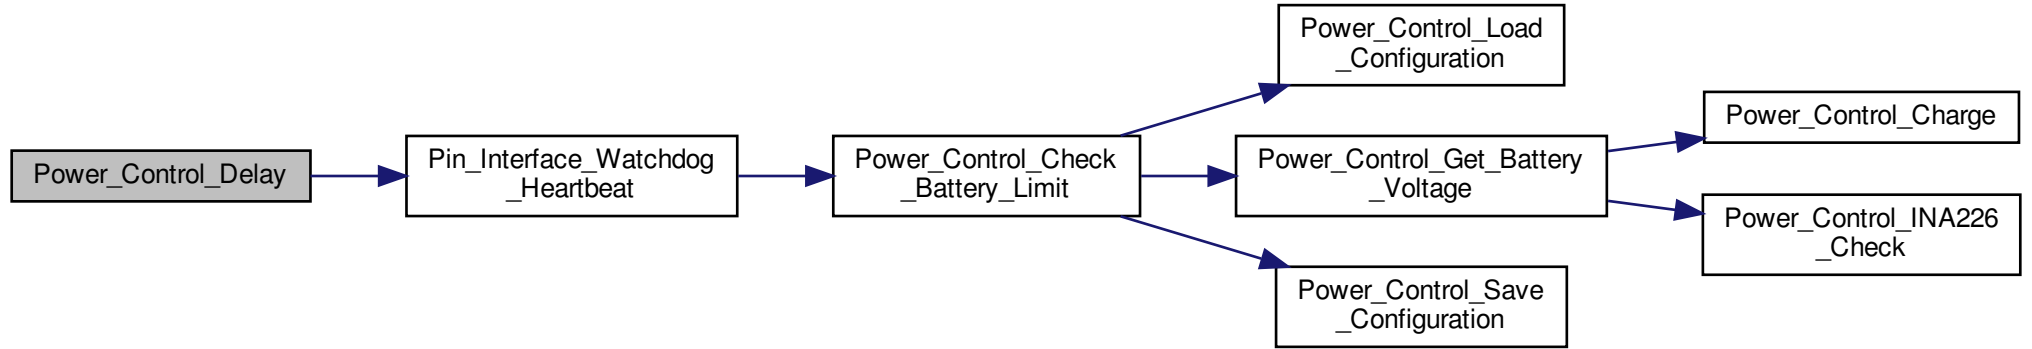 Power_Control_Delay
Pin_Interface_Watchdog
_Heartbeat
Power_Control_Check
_Battery_Limit
Power_Control_Load
_Configuration
Power_Control_Get_Battery
_Voltage
Power_Control_Save
_Configuration
Power_Control_Charge
Power_Control_INA226
_Check